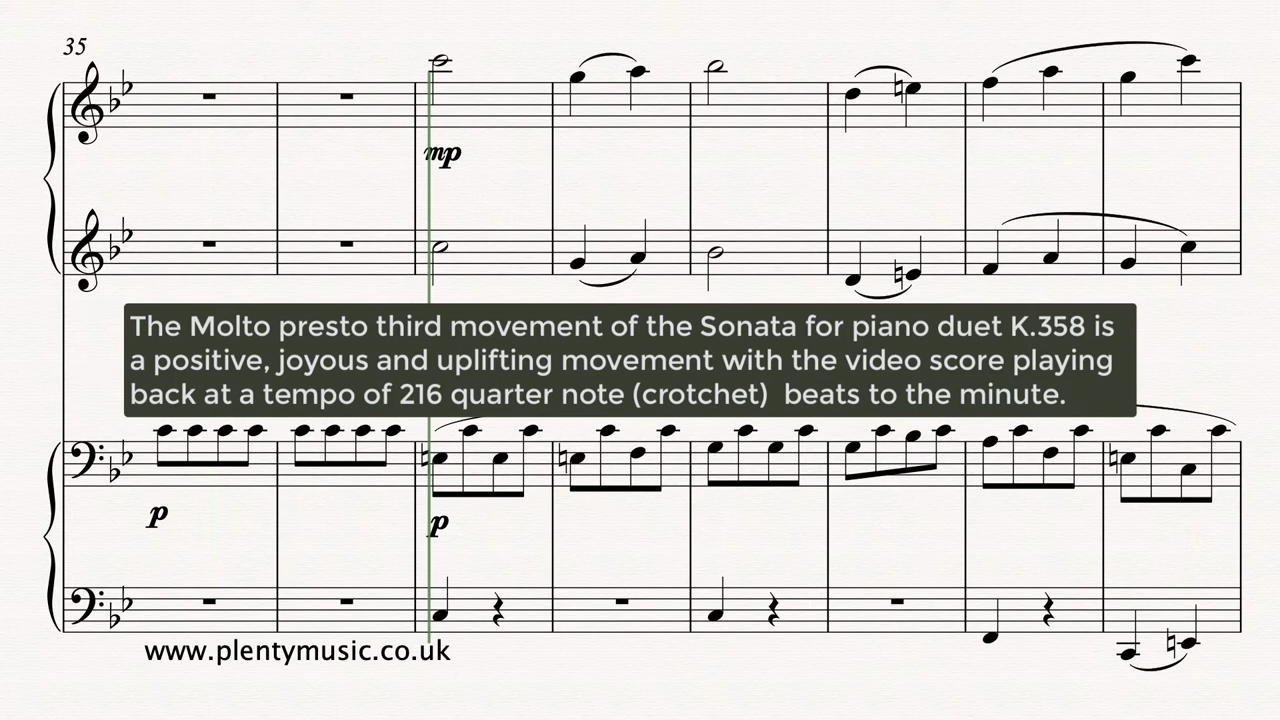 35
mp
The Molto presto third movement of the Sonata for piano duet K.358 is
a positive, joyous and uplifting movement with the video score playing
back at a tempo of 216 quarter note (crotchet)  beats to the minute.
p p
www.plentymusic.co.uk